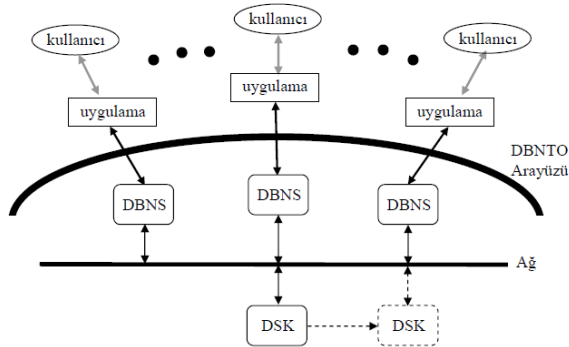 kullanıcı
kullanıcı
kullanıcı
uygulama
uygulama
uygulama
DBNTO
Arayüzü
DBNS
DBNS
DBNS
Ağ
DSK
DSK